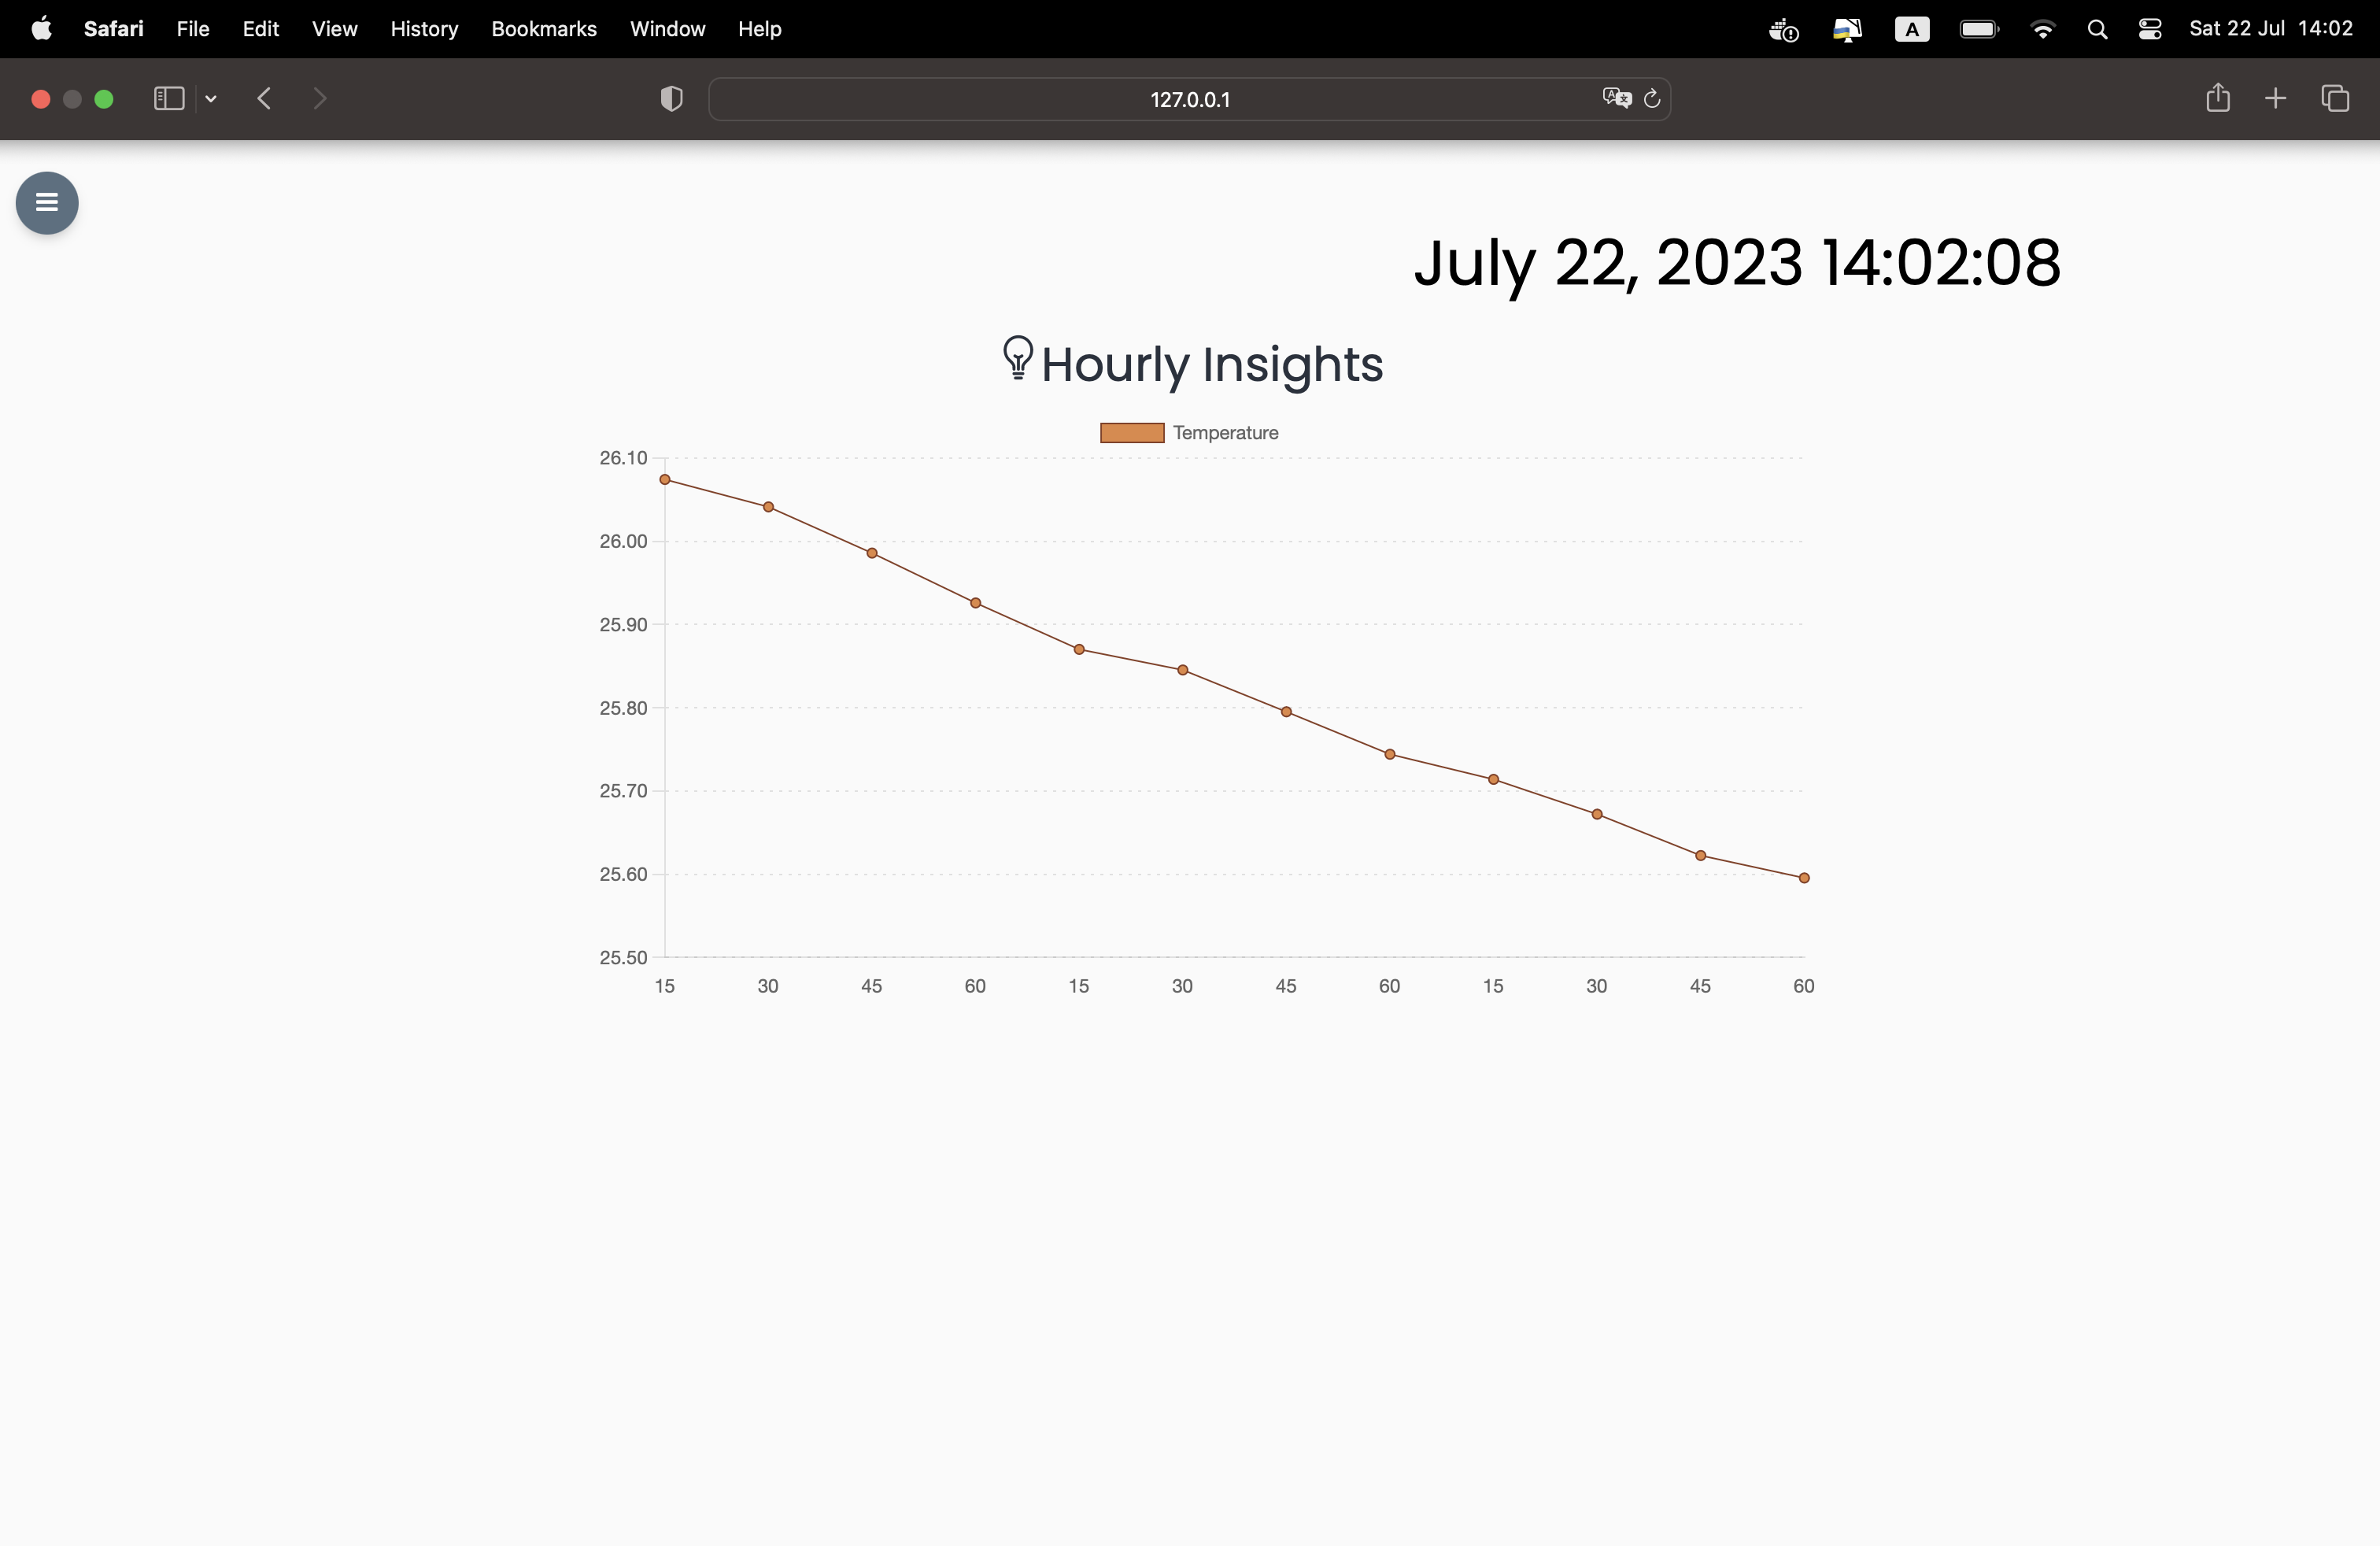 Safari File Edit View History Bookmarks Window Help A Sat 22 Jul 14:02
127.0.0.1
July 22, 2023 14:02:08
Hourly Insights
Temperature
26.10
26.00
25.90
25.80
25.70
25.60
25.50
15 30 45 60 15 30 45 60 15 30 45 60